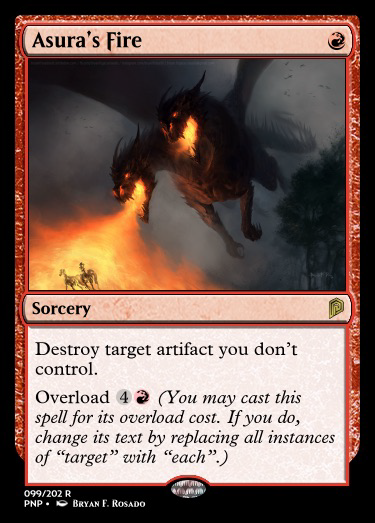 Asura's Fire
Sorcery
Destroy target artifact you don't
control.
Overload 4 (You may cast this
spell for its overload cost. If you do,
change its text by replacing all instances
of “target” with “each”.)
099/202 R
PNP • Bryan F. Rosado